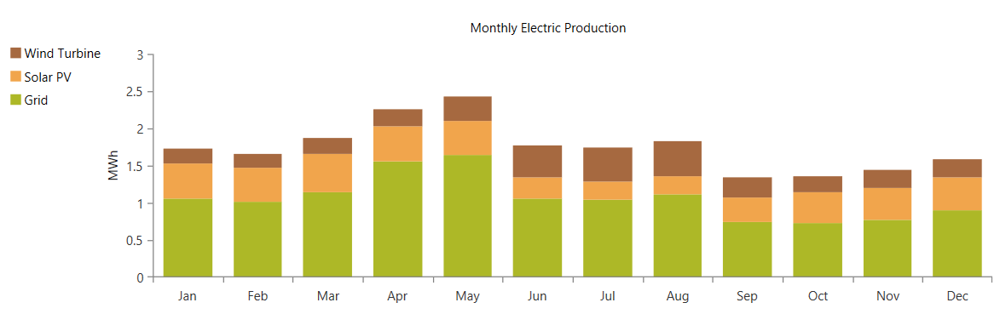 Monthly Electric Production
Wind Turbine
Solar PV
Grid
MWh
3
2.5
2
1.5
1
0.5
0
Jan Feb Mar Apr May Jun Jul Aug Sep Oct Nov Dec